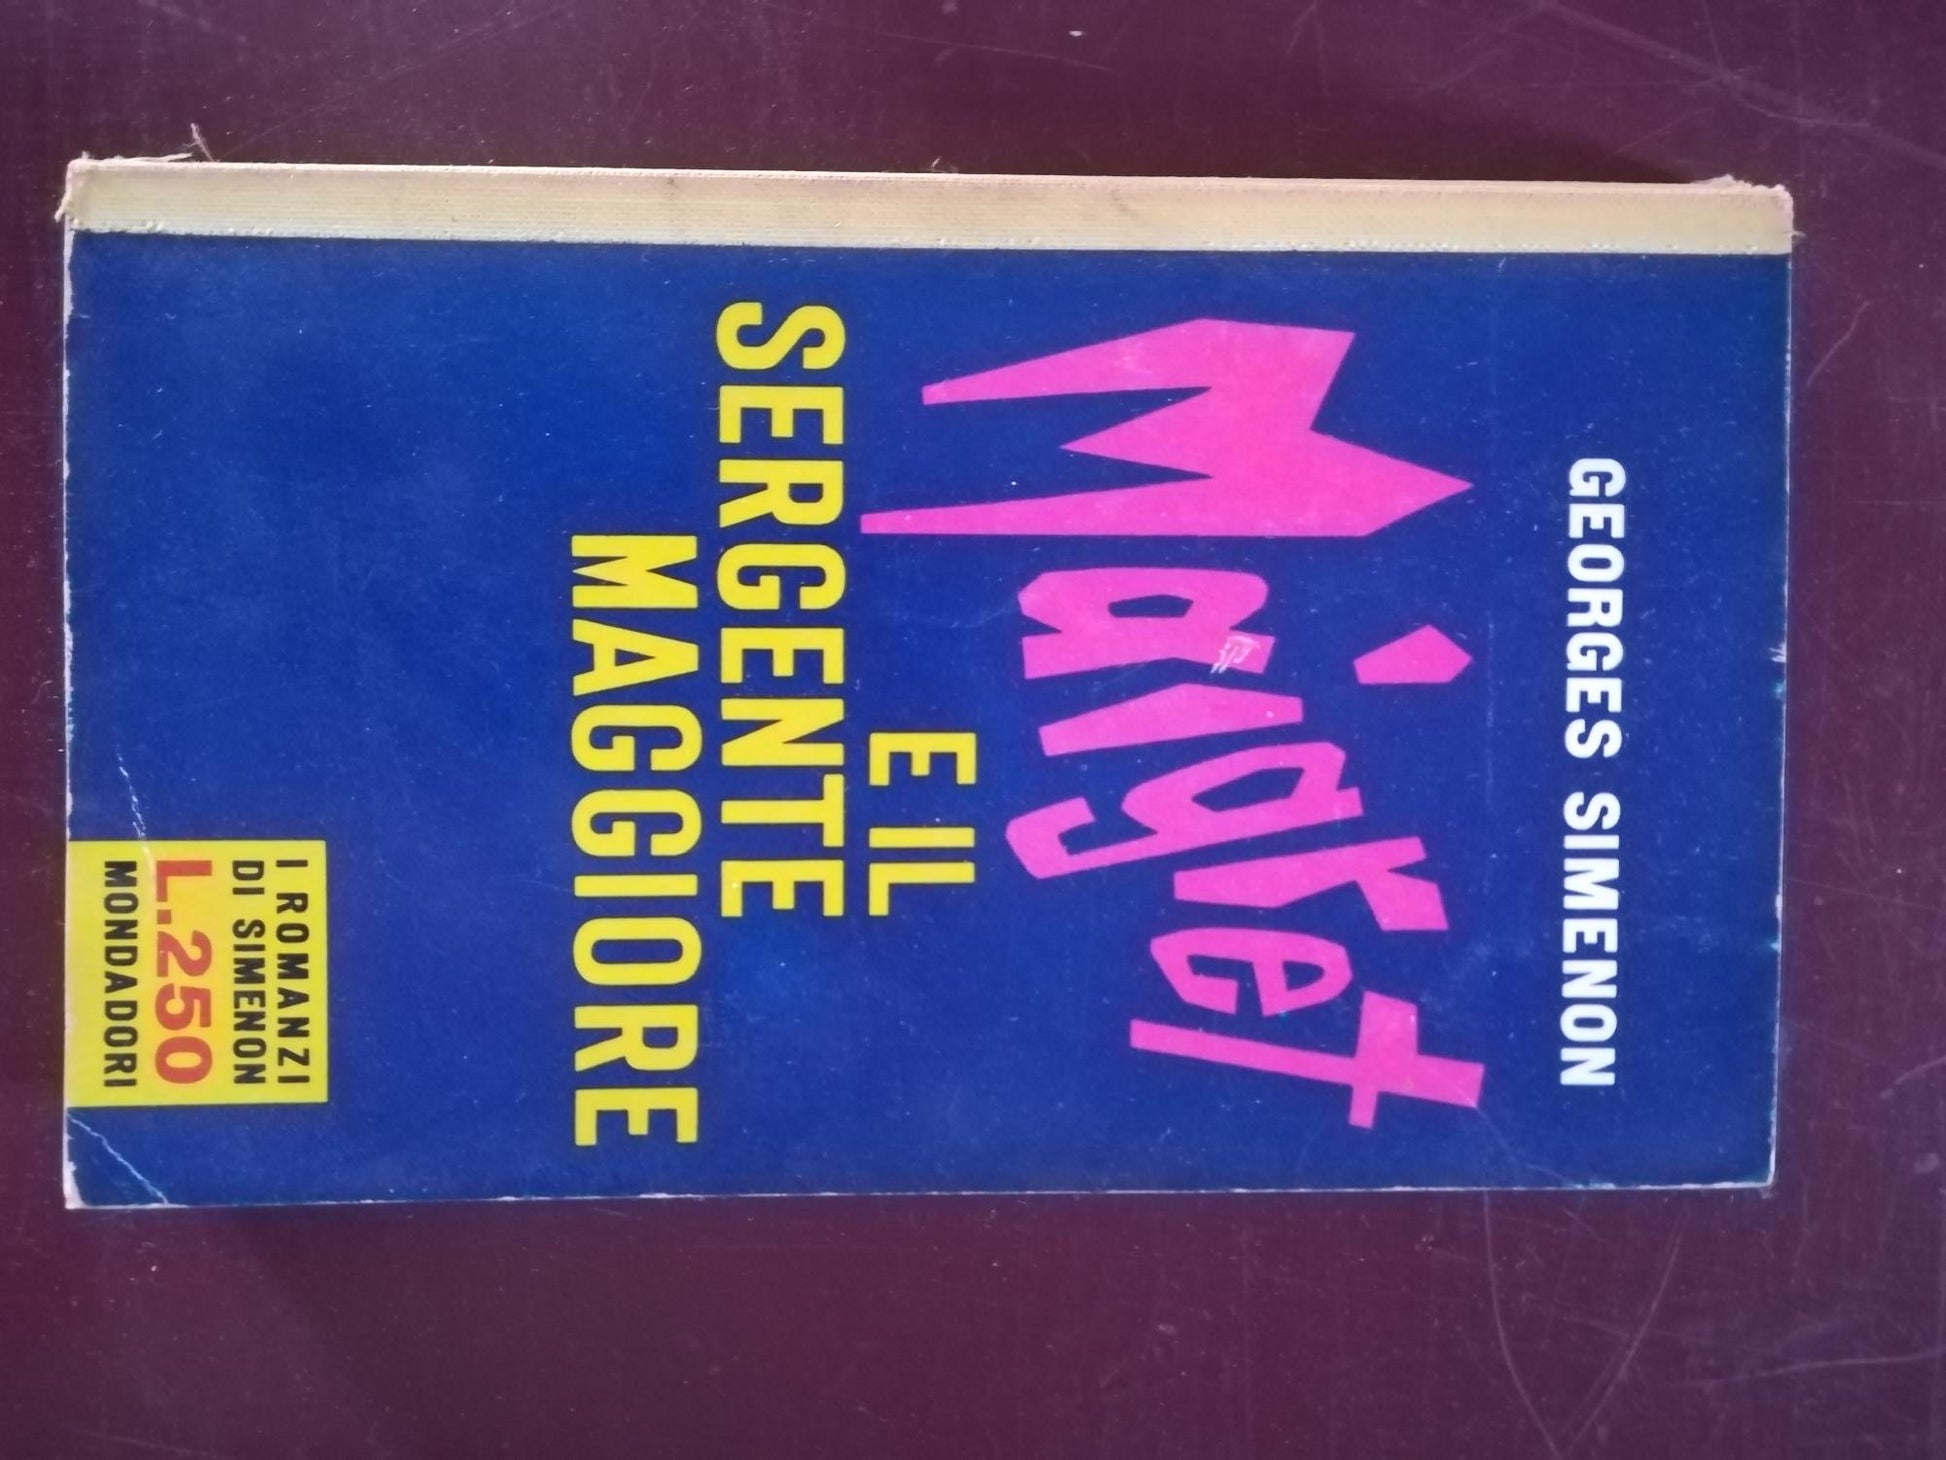 GEORGES SIMENON
Maigret
E IL
SERGENTE
MAGGIORE
I ROMANZI
DI SIMENON
L.250
MONDADORI